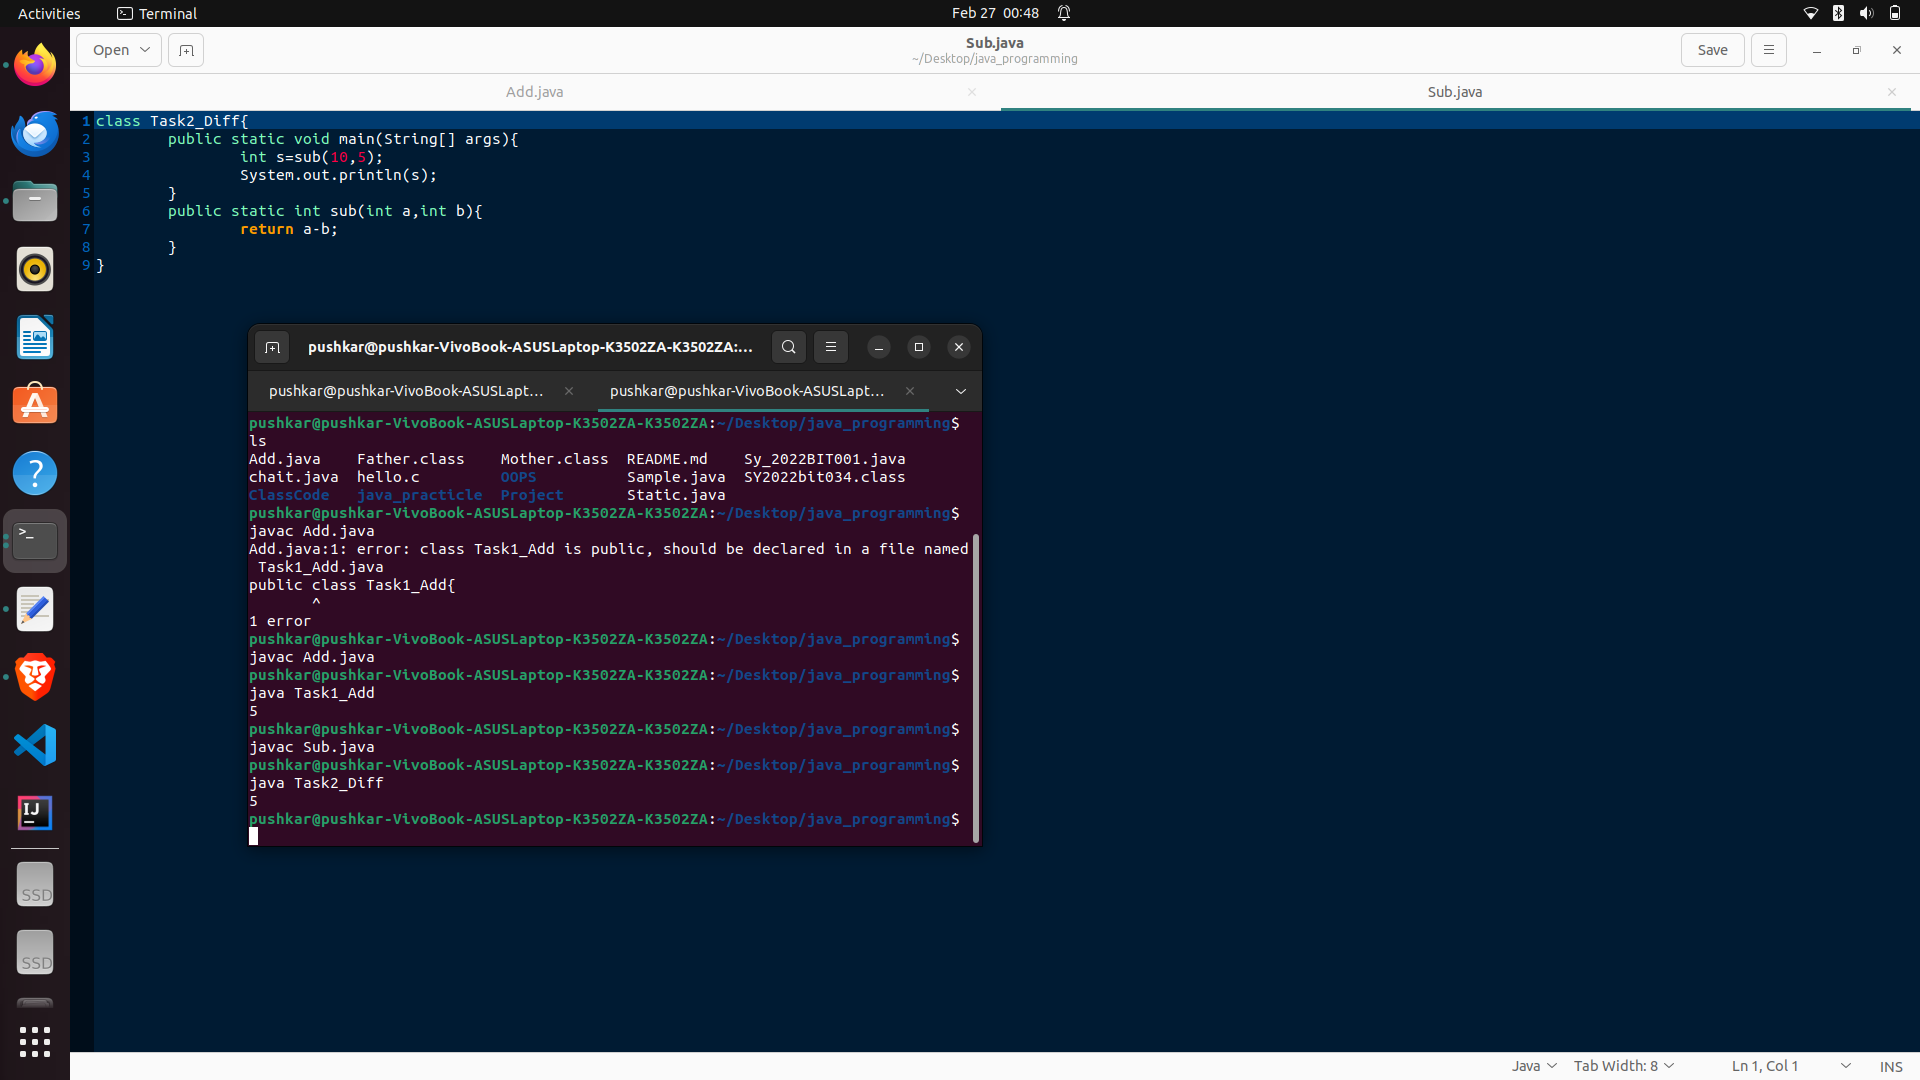 Activities
Terminal
Feb 27 00:48
Open
Sub.java
~/Desktop/java_programming
Save
Add.java
Sub.java
1 class Task2_Diff{
2 public static void main(String[] args){
3 int s=sub(10,5);
4 System.out.println(s);
5 }
6 public static int sub(int a,int b){
7 return a-b;
8 }
9 }
pushkar@pushkar-VivoBook-ASUSLaptop-K3502ZA-K3502ZA:...
pushkar@pushkar-VivoBook-ASUSLapt...
pushkar@pushkar-VivoBook-ASUSLapt...
pushkar@pushkar-VivoBook-ASUSLaptop-K3502ZA-K3502ZA:~/Desktop/java_programming$
ls
Add.java Father.class Mother.class README.md Sy_2022BIT001.java
chait.java hello.c OOPS Sample.java SY2022bit034.class
ClassCode java_practicle Project Static.java
pushkar@pushkar-VivoBook-ASUSLaptop-K3502ZA-K3502ZA:~/Desktop/java_programming$
javac Add.java
Add.java:1: error: class Task1_Add is public, should be declared in a file named
Task1_Add.java
public class Task1_Add{
^
1 error
pushkar@pushkar-VivoBook-ASUSLaptop-K3502ZA-K3502ZA:~/Desktop/java_programming$
javac Add.java
pushkar@pushkar-VivoBook-ASUSLaptop-K3502ZA-K3502ZA:~/Desktop/java_programming$
java Task1_Add
5
pushkar@pushkar-VivoBook-ASUSLaptop-K3502ZA-K3502ZA:~/Desktop/java_programming$
javac Sub.java
pushkar@pushkar-VivoBook-ASUSLaptop-K3502ZA-K3502ZA:~/Desktop/java_programming$
java Task2_Diff
5
pushkar@pushkar-VivoBook-ASUSLaptop-K3502ZA-K3502ZA:~/Desktop/java_programming$
IJ
SSD
SSD
Java
Tab Width: 8
Ln 1, Col 1
INS